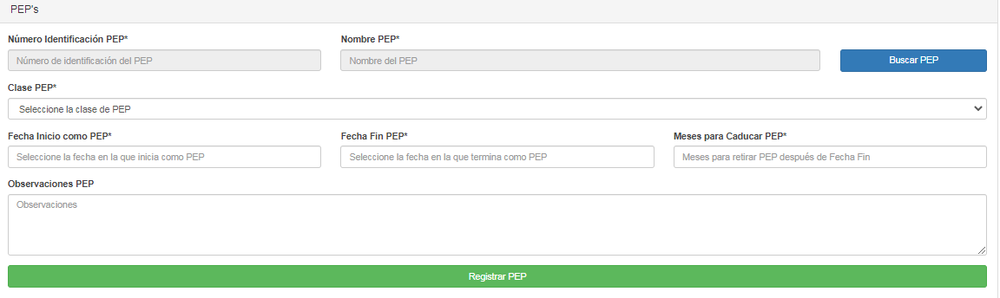 PEP's
Número Identificación PEP* Nombre PEP*
Número de identificación del PEP Nombre del PEP Buscar PEP
Clase PEP*
Seleccione la clase de PEP
Fecha Inicio como PEP* Fecha Fin PEP* Meses para Caducar PEP*
Seleccione la fecha en la que inicia como PEP Seleccione la fecha en la que termina como PEP Meses para retirar PEP después de Fecha Fin
Observaciones PEP
Observaciones
Registrar PEP